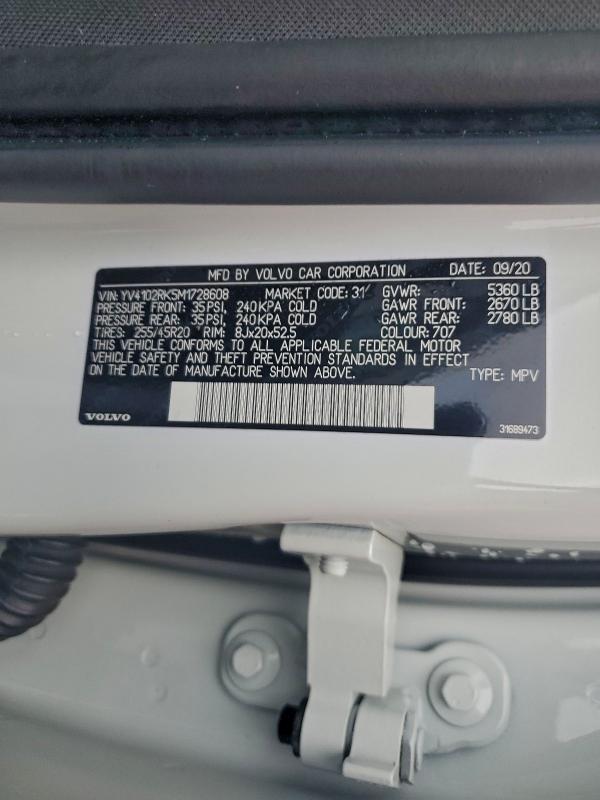 MFD BY VOLVO CAR CORPORATION DATE: 09/20
VIN: YV4102RK5M1728608 MARKET CODE: 31 GVWR: 5360 LB
PRESSURE FRONT: 35 PSI, 240 KPA COLD GAWR FRONT: 2670 LB
PRESSURE REAR: 35 PSI, 240 KPA COLD GAWR REAR: 2780 LB
TIRES: 255/45R20 RIM: 8Jx20x52.5 COLOUR: 707
THIS VEHICLE CONFORMS TO ALL APPLICABLE FEDERAL MOTOR
VEHICLE SAFETY AND THEFT PREVENTION STANDARDS IN EFFECT
ON THE DATE OF MANUFACTURE SHOWN ABOVE. TYPE: MPV
VOLVO 31689473